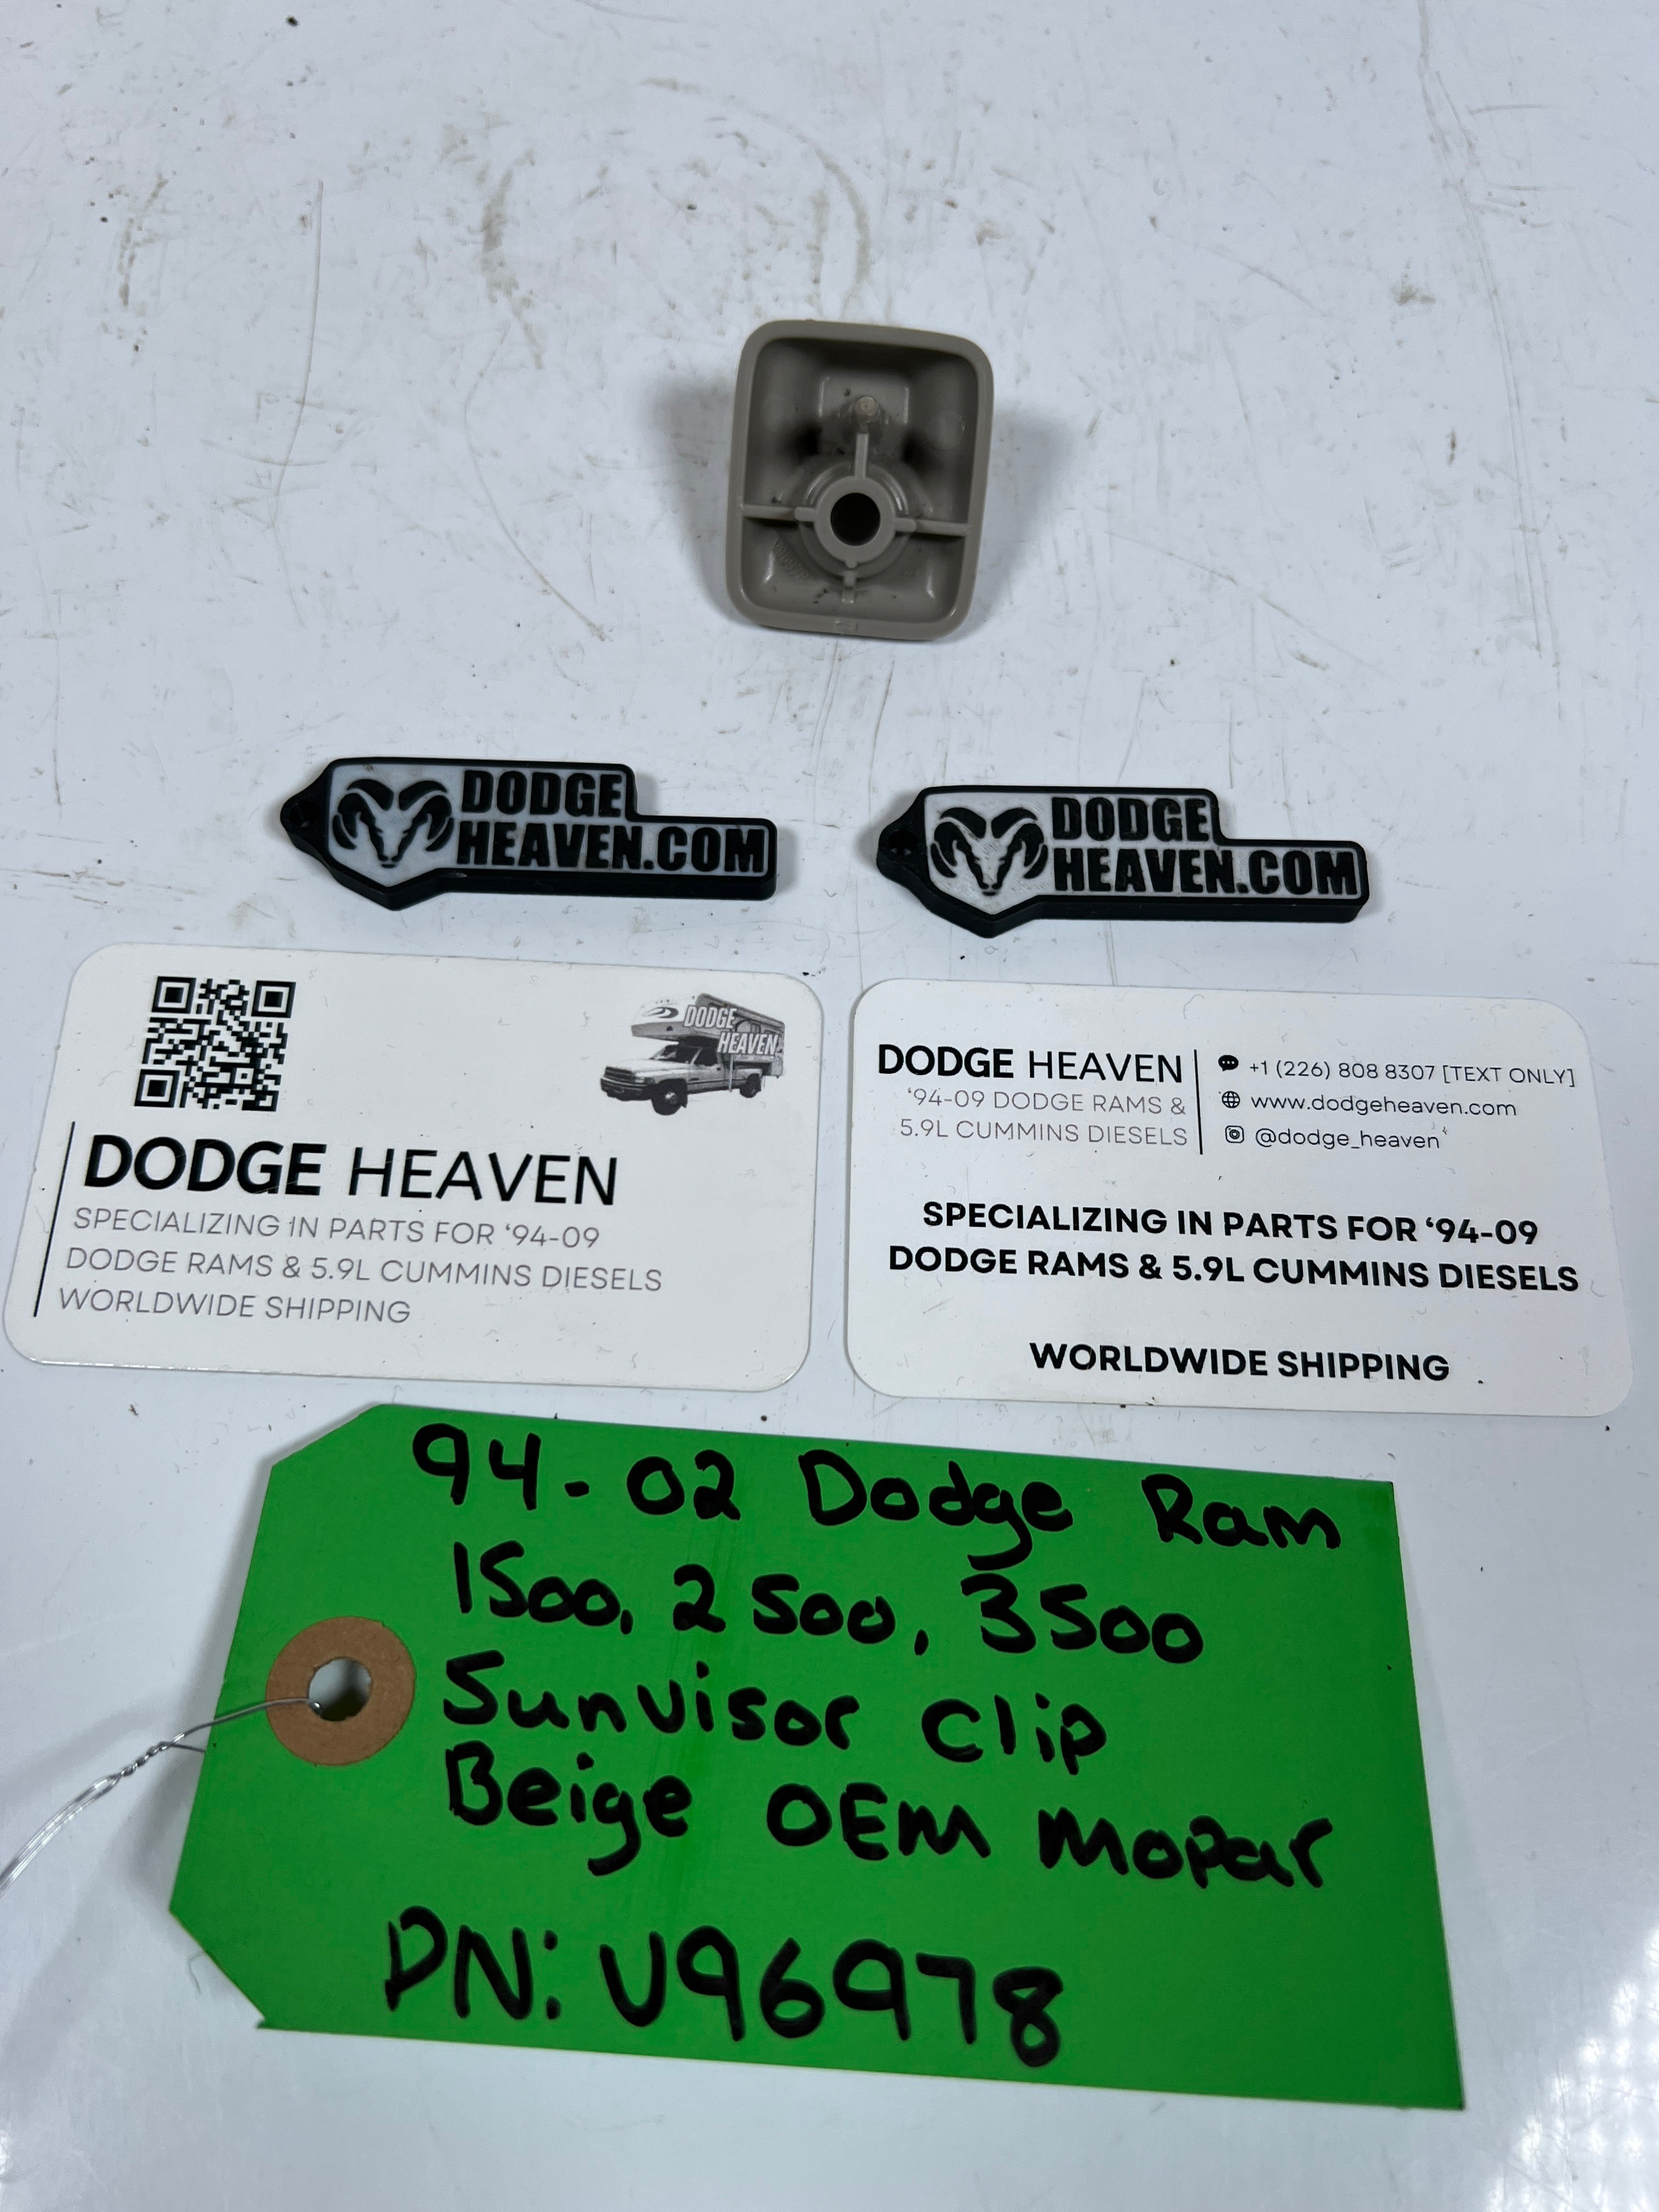 DODGE
HEAVEN.COM
DODGE
HEAVEN.COM
DODGE
HEAVEN
DODGE HEAVEN
SPECIALIZING IN PARTS FOR ‘94-09
DODGE RAMS & 5.9L CUMMINS DIESELS
WORLDWIDE SHIPPING
DODGE HEAVEN
‘94-09 DODGE RAMS &
5.9L CUMMINS DIESELS
+1 (226) 808 8307 [TEXT ONLY]
www.dodgeheaven.com
@dodge_heaven
SPECIALIZING IN PARTS FOR ‘94-09
DODGE RAMS & 5.9L CUMMINS DIESELS
WORLDWIDE SHIPPING
94-02 Dodge Ram
1500, 2500, 3500
Sunvisor Clip
Beige OEM Mopar
PN: U96978